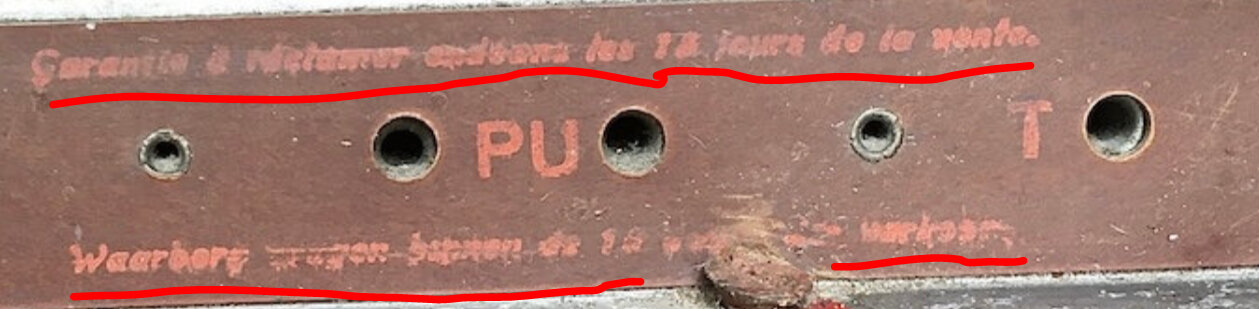 Garantie à réclamer endéans les 15 jours de la vente.
PU T
Waarborg vragen binnen de 15 verkoop.